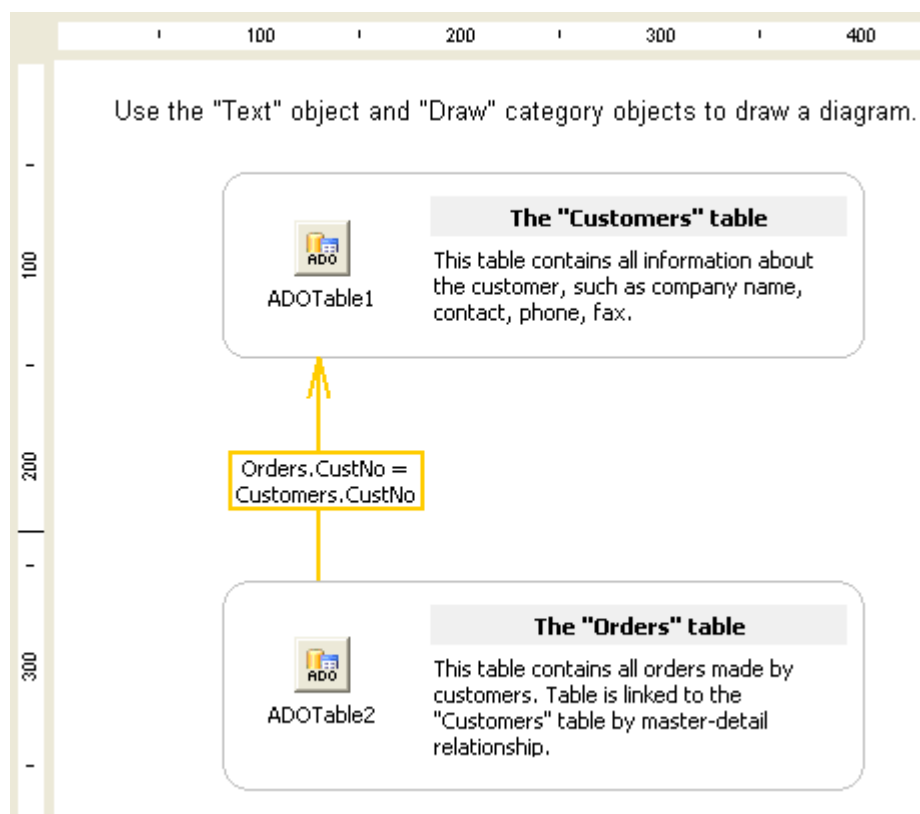 100 200 300 400
Use the "Text" object and "Draw" category objects to draw a diagram.
100
200
300
ADO
ADOTable1
The "Customers" table
This table contains all information about
the customer, such as company name,
contact, phone, fax.
Orders.CustNo =
Customers.CustNo
ADO
ADOTable2
The "Orders" table
This table contains all orders made by
customers. Table is linked to the
"Customers" table by master-detail
relationship.